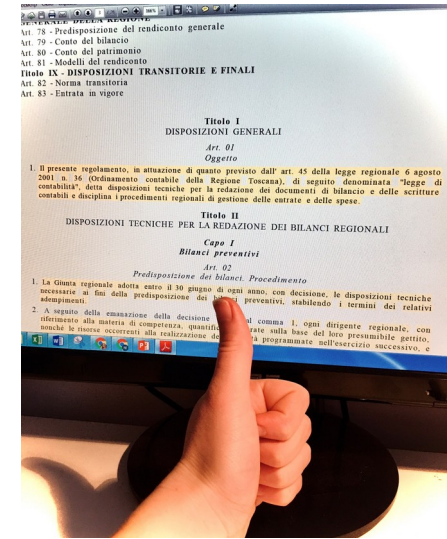 GENERALE DELLA REGIONE
Art. 78 - Predisposizione del rendiconto generale
Art. 79 - Conto del bilancio
Art. 80 - Conto del patrimonio
Art. 81 - Modelli del rendiconto
Titolo IX - DISPOSIZIONI TRANSITORIE E FINALI
Art. 82 - Norma transitoria
Art. 83 - Entrata in vigore
Titolo I
DISPOSIZIONI GENERALI
Art. 01
Oggetto
1. Il presente regolamento, in attuazione di quanto previsto dall' art. 45 della legge regionale 6 agosto
2001 n. 36 (Ordinamento contabile della Regione Toscana), di seguito denominata "legge di
contabilità", detta disposizioni tecniche per la redazione dei documenti di bilancio e delle scritture
contabili e disciplina i procedimenti regionali di gestione delle entrate e delle spese.
Titolo II
DISPOSIZIONI TECNICHE PER LA REDAZIONE DEI BILANCI REGIONALI
Capo I
Bilanci preventivi
Art. 02
Predisposizione dei bilanci. Procedimento
1. La Giunta regionale adotta entro il 30 giugno di ogni anno, con decisione, le disposizioni tecniche
necessarie ai fini della predisposizione dei bilanci preventivi, stabilendo i termini dei relativi
adempimenti.
2. A seguito della emanazione della decisione al comma 1, ogni dirigente regionale, con
riferimento alla materia di competenza, quantific rate sulla base del loro presumibile gettito,
nonché le risorse occorrenti alla realizzazione de tà programmate nell'esercizio successivo, e